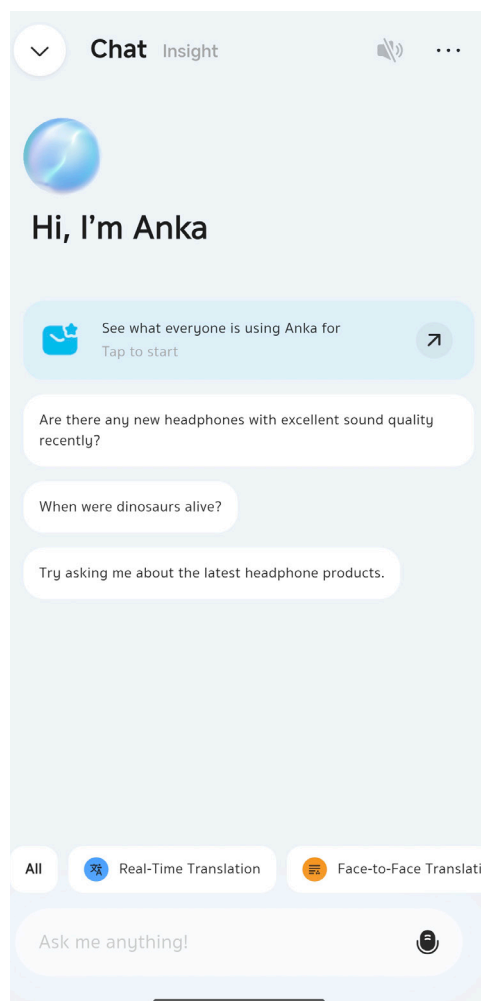 Chat Insight
Hi, I'm Anka
See what everyone is using Anka for
Tap to start
Are there any new headphones with excellent sound quality
recently?
When were dinosaurs alive?
Try asking me about the latest headphone products.
All Real-Time Translation Face-to-Face Translati
Ask me anything!